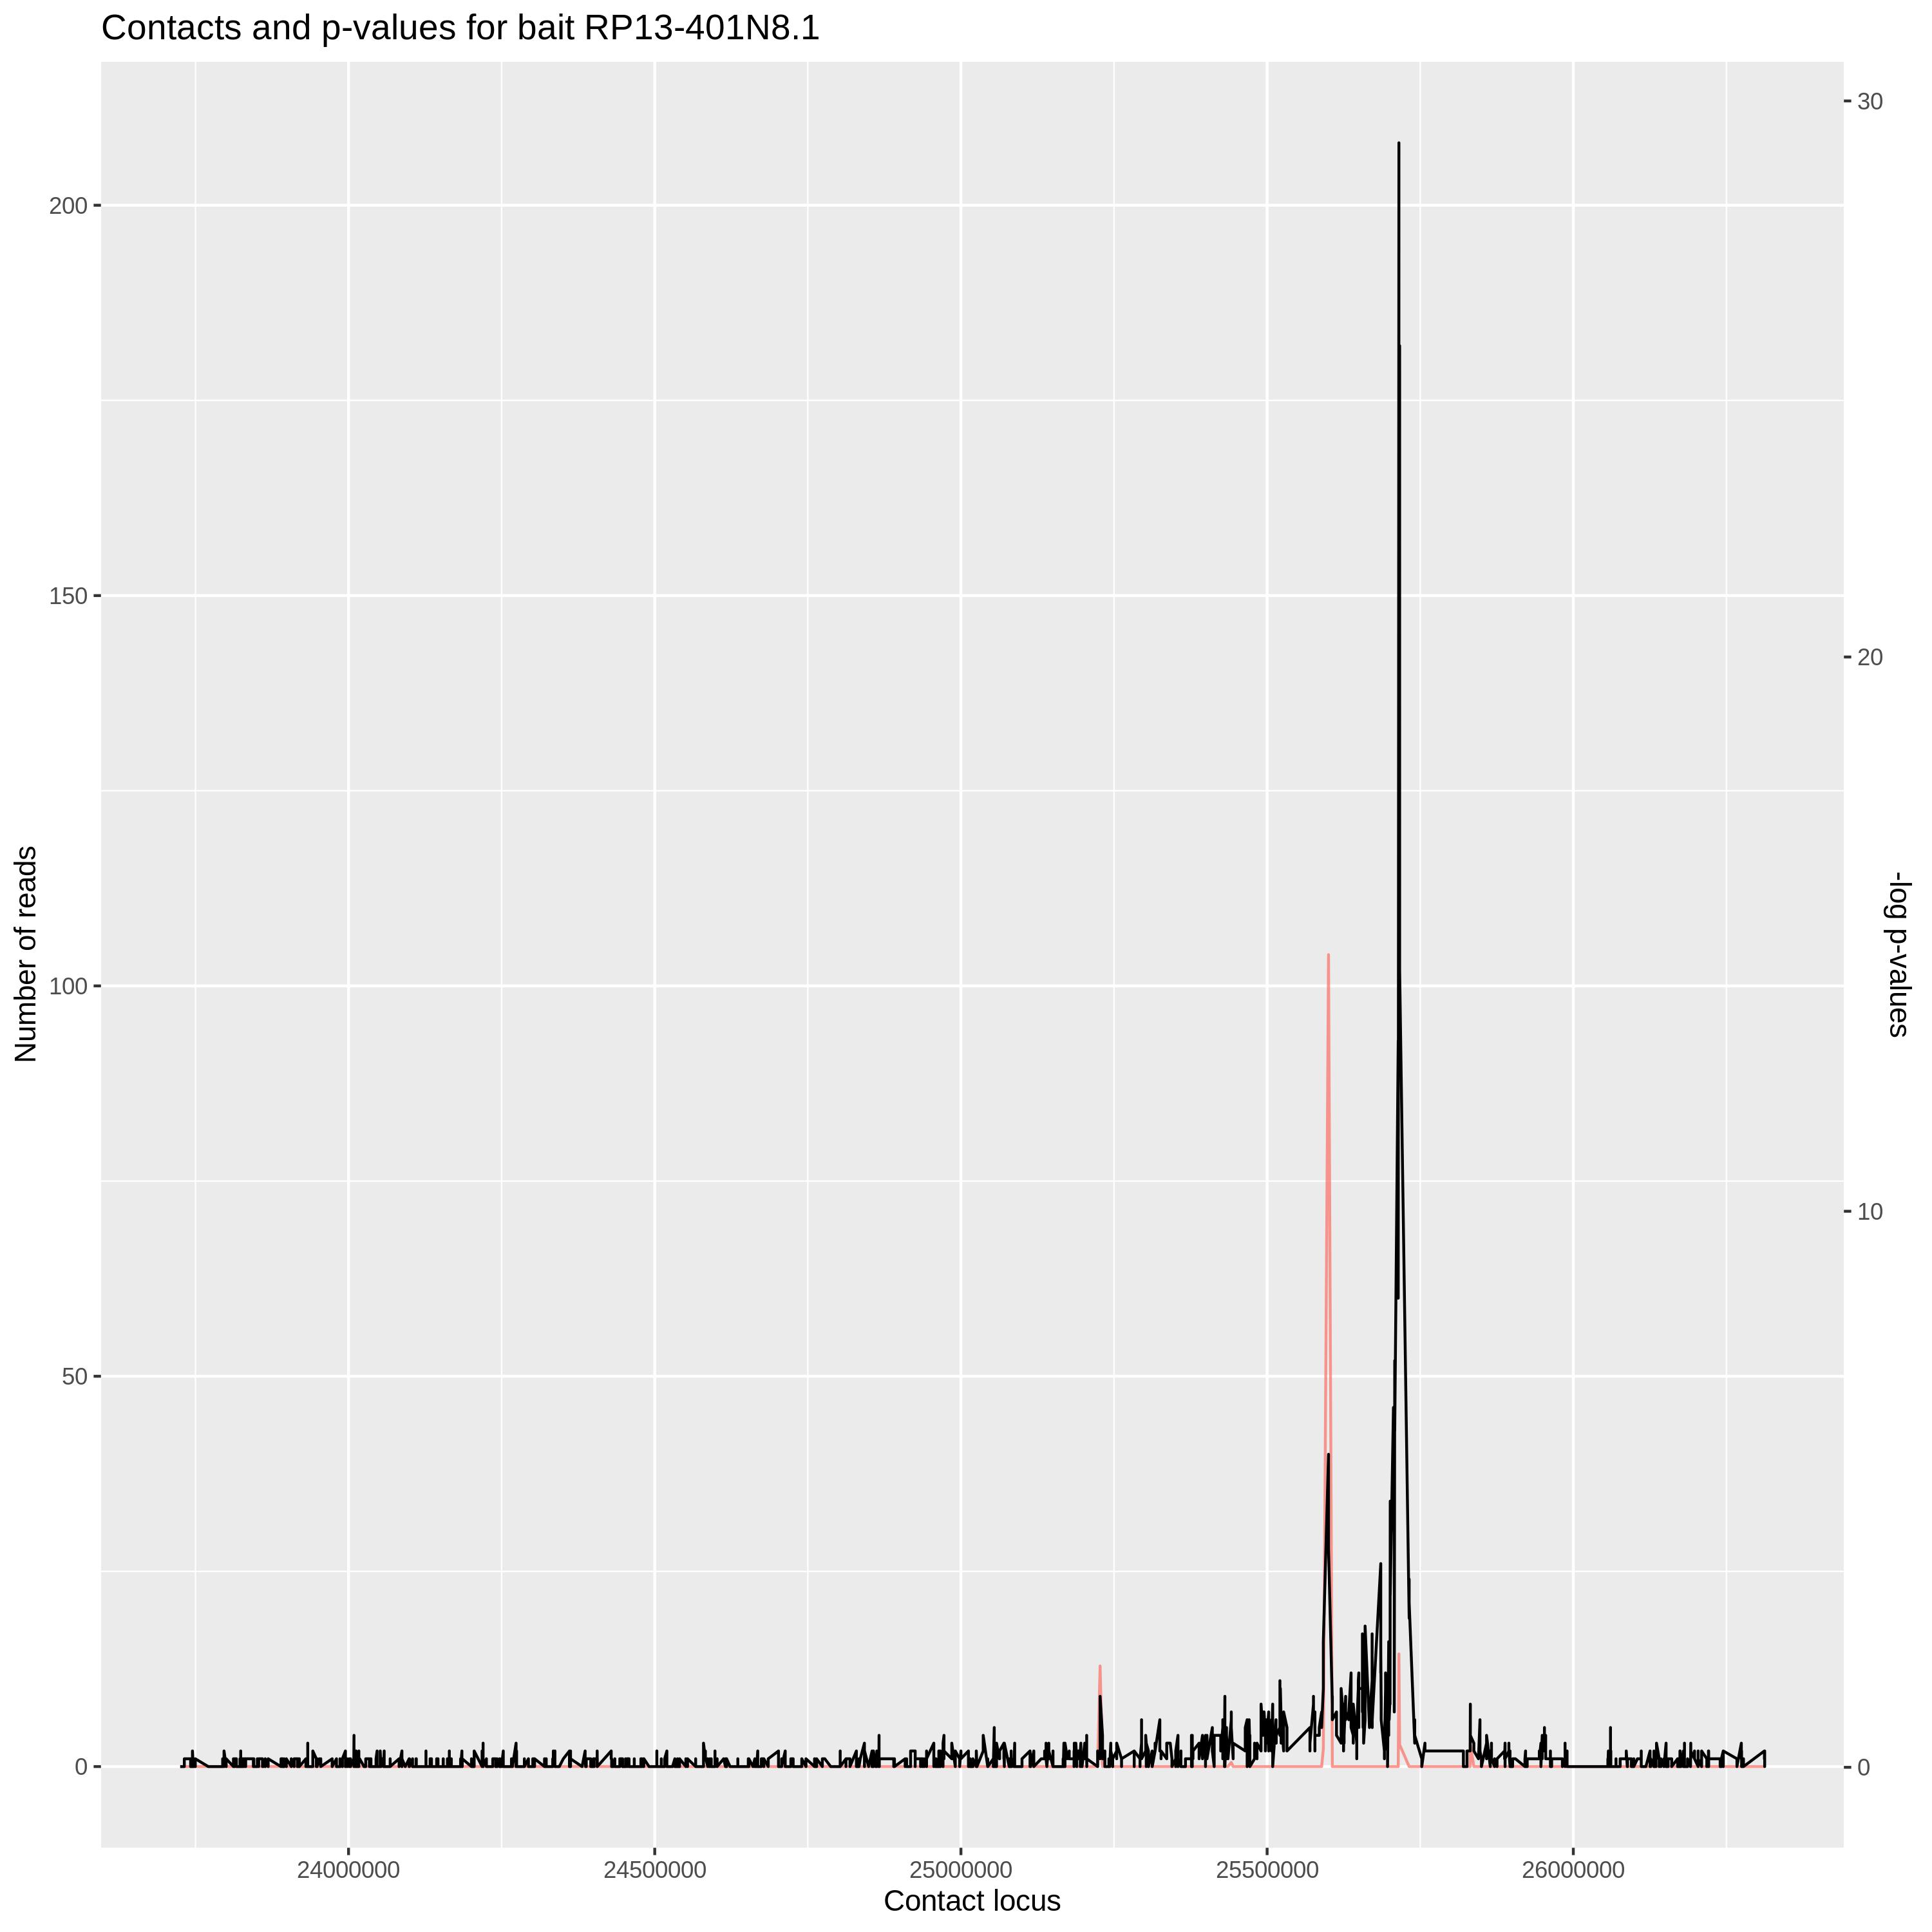 Contacts and p-values for bait RP13-401N8.1
Number of reads
200
150
100
50
0
30
20
10
0
-log p-values
24000000 24500000 25000000 25500000 26000000
Contact locus